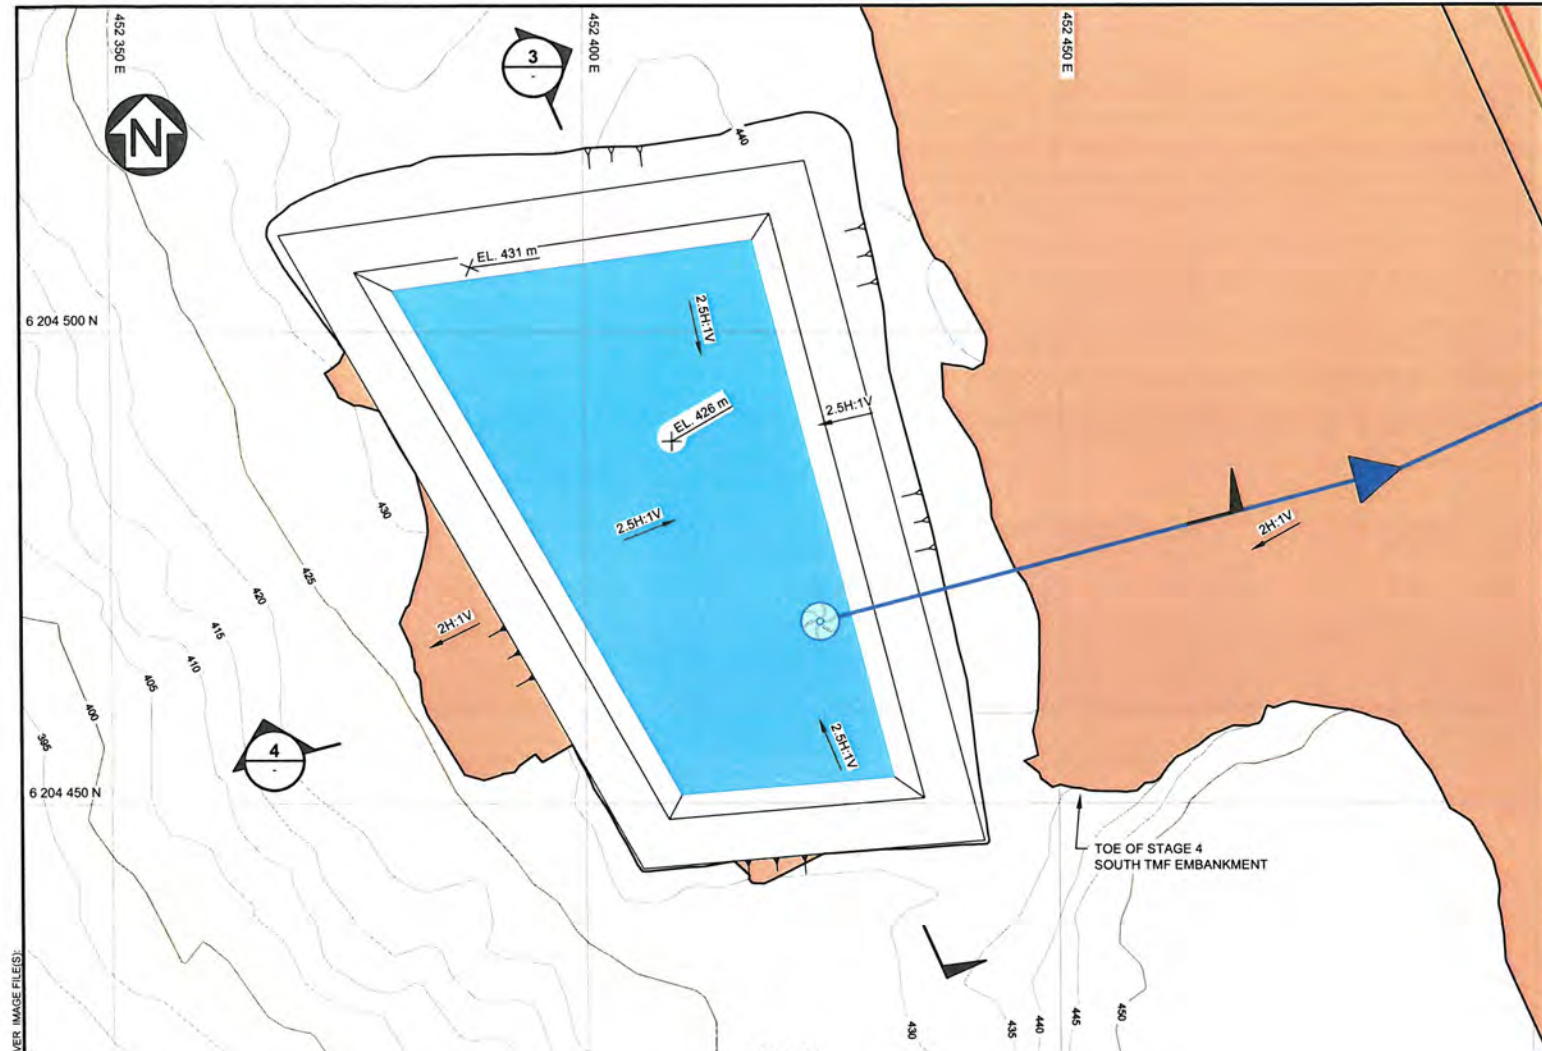 452 350 E
452 400 E
452 450 E
3
-
N
440
EL. 431 m
6 204 500 N
2.5H:1V
EL. 426 m
2.5H:1V
430
2.5H:1V
2H:1V
425
420
415
2H:1V
410
405
400
395
4
-
2.5H:1V
6 204 450 N
TOE OF STAGE 4
SOUTH TMF EMBANKMENT
430
435
440
445
450
VER IMAGE FILE(S):